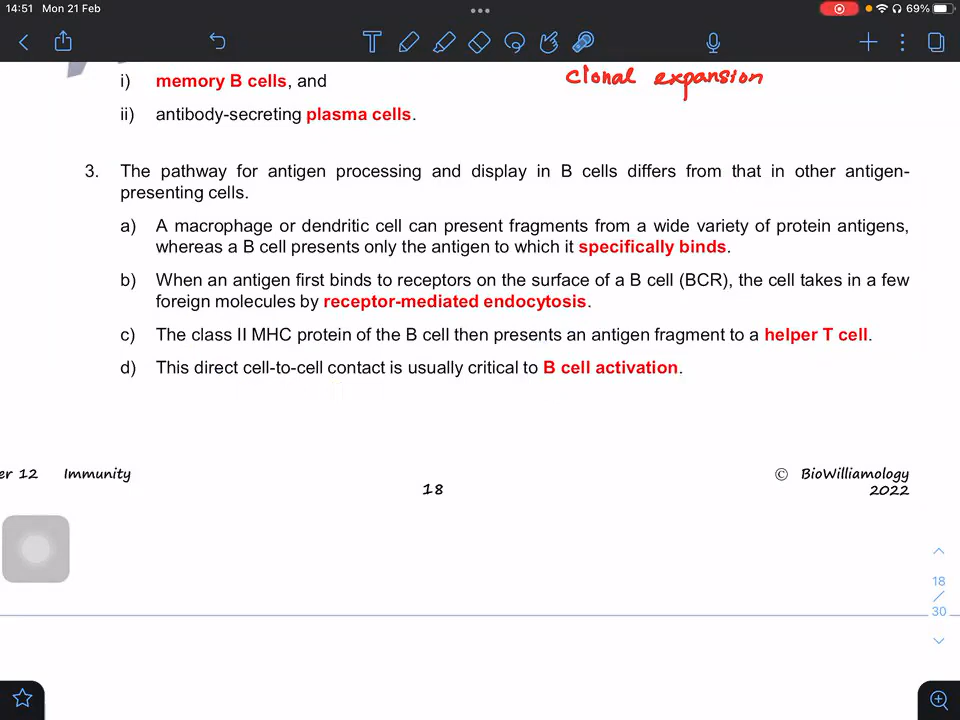 14:51 Mon 21 Feb
69%
i) memory B cells, and
clonal expansion
ii) antibody-secreting plasma cells.
3. The pathway for antigen processing and display in B cells differs from that in other antigen-
presenting cells.
a) A macrophage or dendritic cell can present fragments from a wide variety of protein antigens,
whereas a B cell presents only the antigen to which it specifically binds.
b) When an antigen first binds to receptors on the surface of a B cell (BCR), the cell takes in a few
foreign molecules by receptor-mediated endocytosis.
c) The class II MHC protein of the B cell then presents an antigen fragment to a helper T cell.
d) This direct cell-to-cell contact is usually critical to B cell activation.
er 12 Immunity
© BioWilliamology
18
2022
18
/
30